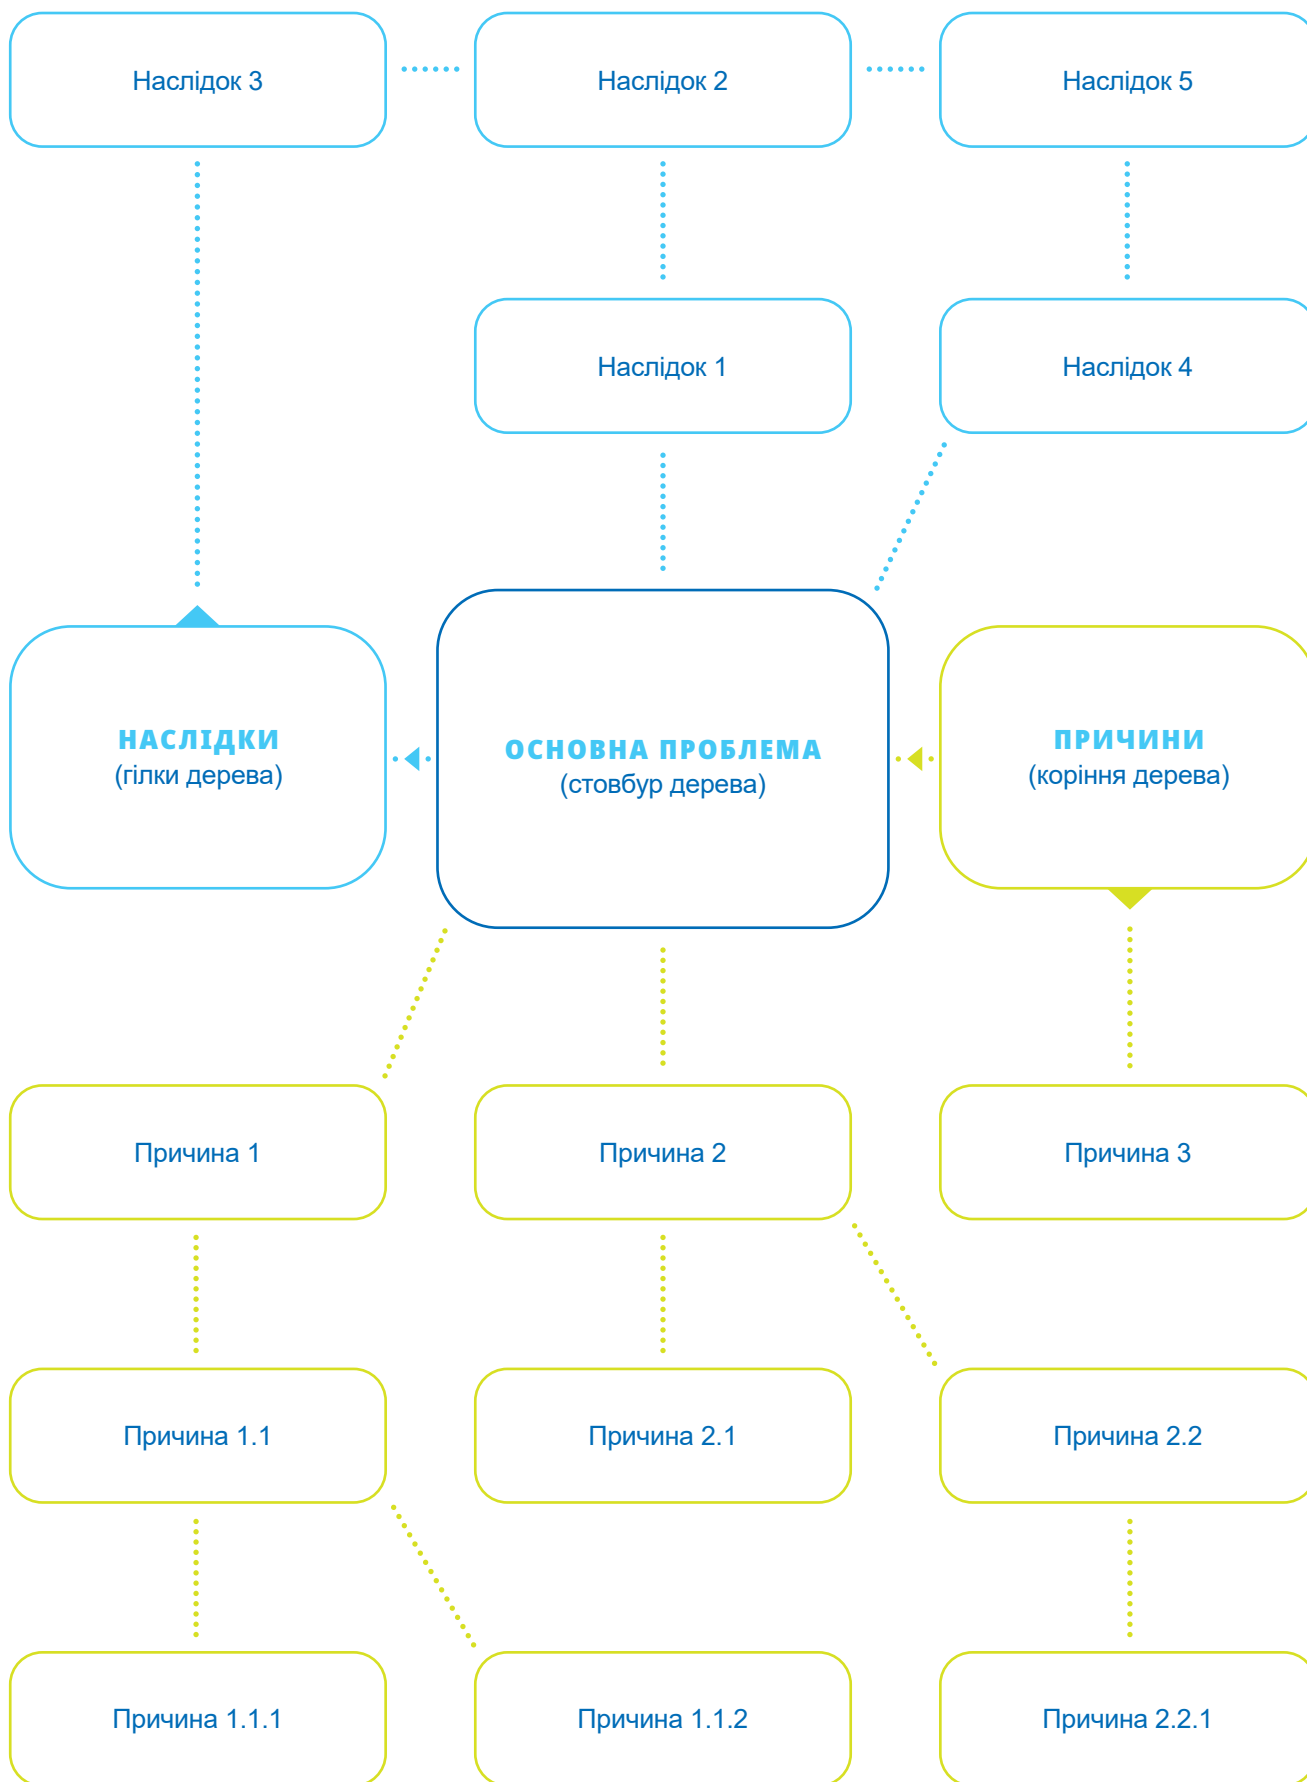 Наслідок 3
Наслідок 2
Наслідок 5
Наслідок 1
Наслідок 4
НАСЛІДКИ
(гілки дерева)
ОСНОВНА ПРОБЛЕМА
(стовбур дерева)
ПРИЧИНИ
(коріння дерева)
Причина 1
Причина 2
Причина 3
Причина 1.1
Причина 2.1
Причина 2.2
Причина 1.1.1
Причина 1.1.2
Причина 2.2.1